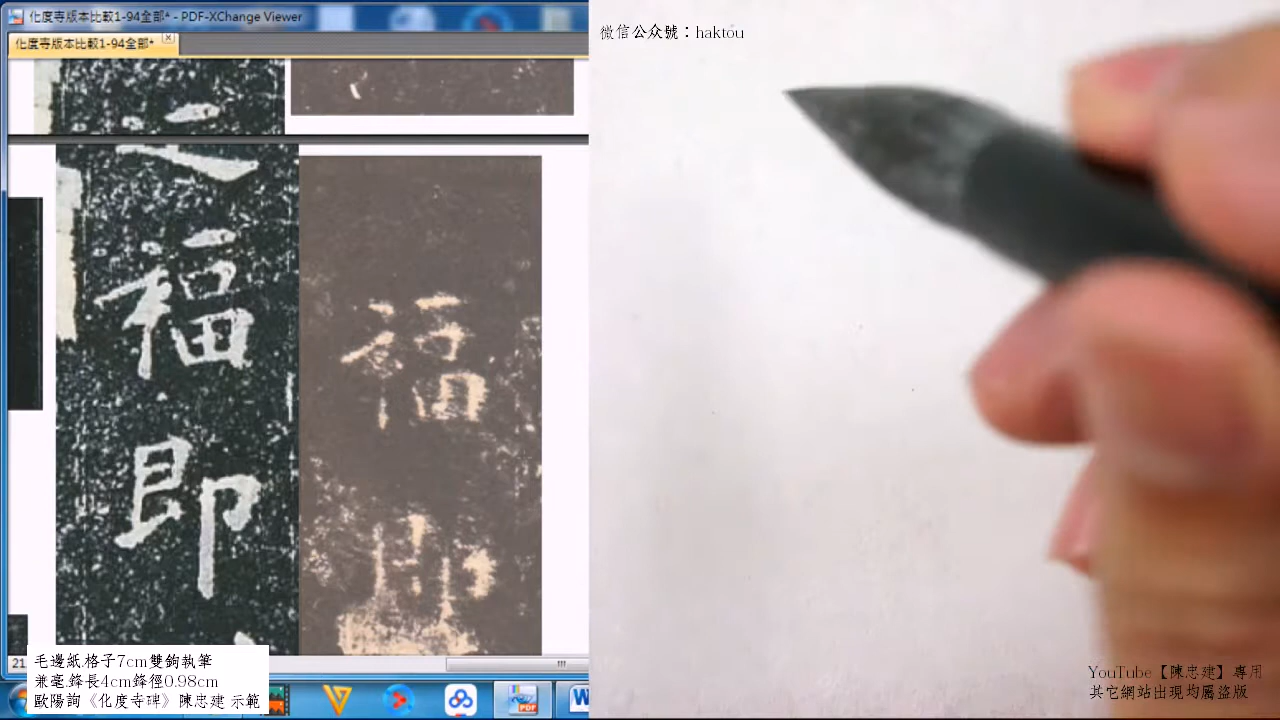 化度寺版本比較1-94全部* - PDF-XChange Viewer
化度寺版本比較1-94全部*
福
即
福
即
21.
毛邊紙,格子7cm雙鉤執筆
兼毫,鋒長4cm鋒徑0.98cm
歐陽詢《化度寺碑》陳忠建 示範
微信公众號：haktou
YouTube【陳忠建】專用
其它網站出現均屬盜版